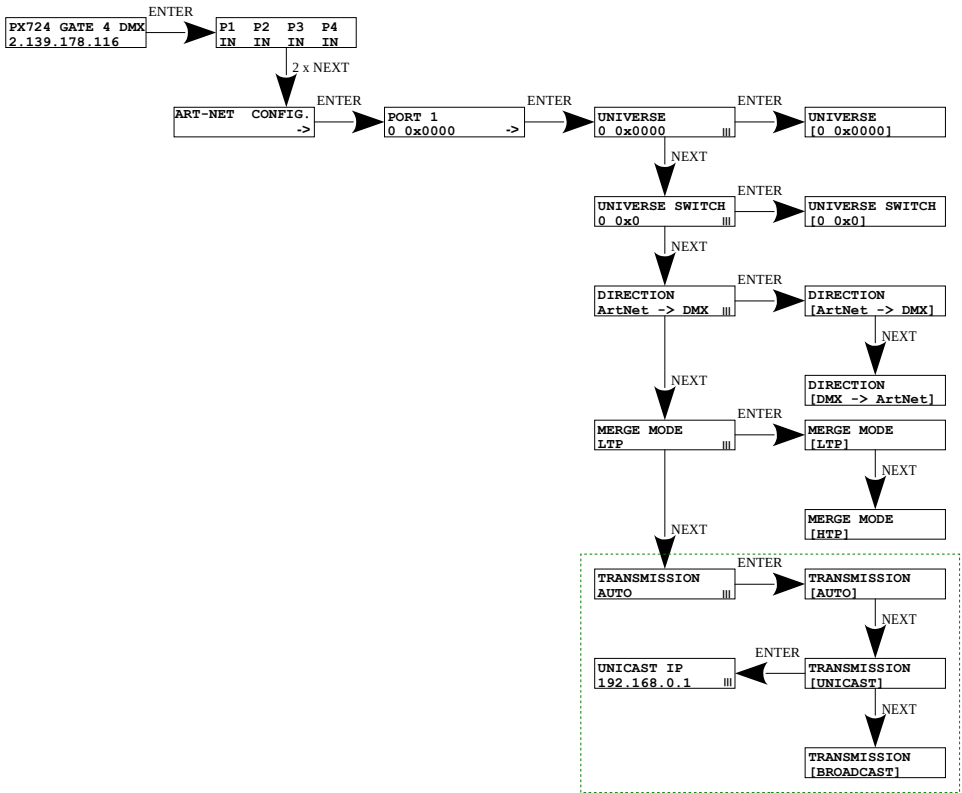 PX724 GATE 4 DMX
2.139.178.116
ENTER
P1 P2 P3 P4
IN IN IN IN
2 x NEXT
ART-NET CONFIG.
->
ENTER
PORT 1
0 0x0000 ->
ENTER
UNIVERSE
0 0x0000
ENTER
UNIVERSE
[0 0x0000]
NEXT
UNIVERSE SWITCH
0 0x0
ENTER
UNIVERSE SWITCH
[0 0x0]
NEXT
DIRECTION
ArtNet -> DMX
ENTER
DIRECTION
[ArtNet -> DMX]
NEXT
DIRECTION
[DMX -> ArtNet]
NEXT
MERGE MODE
LTP
ENTER
MERGE MODE
[LTP]
NEXT
MERGE MODE
[HTP]
NEXT
TRANSMISSION
AUTO
ENTER
TRANSMISSION
[AUTO]
NEXT
UNICAST IP
192.168.0.1
ENTER
TRANSMISSION
[UNICAST]
NEXT
TRANSMISSION
[BROADCAST]